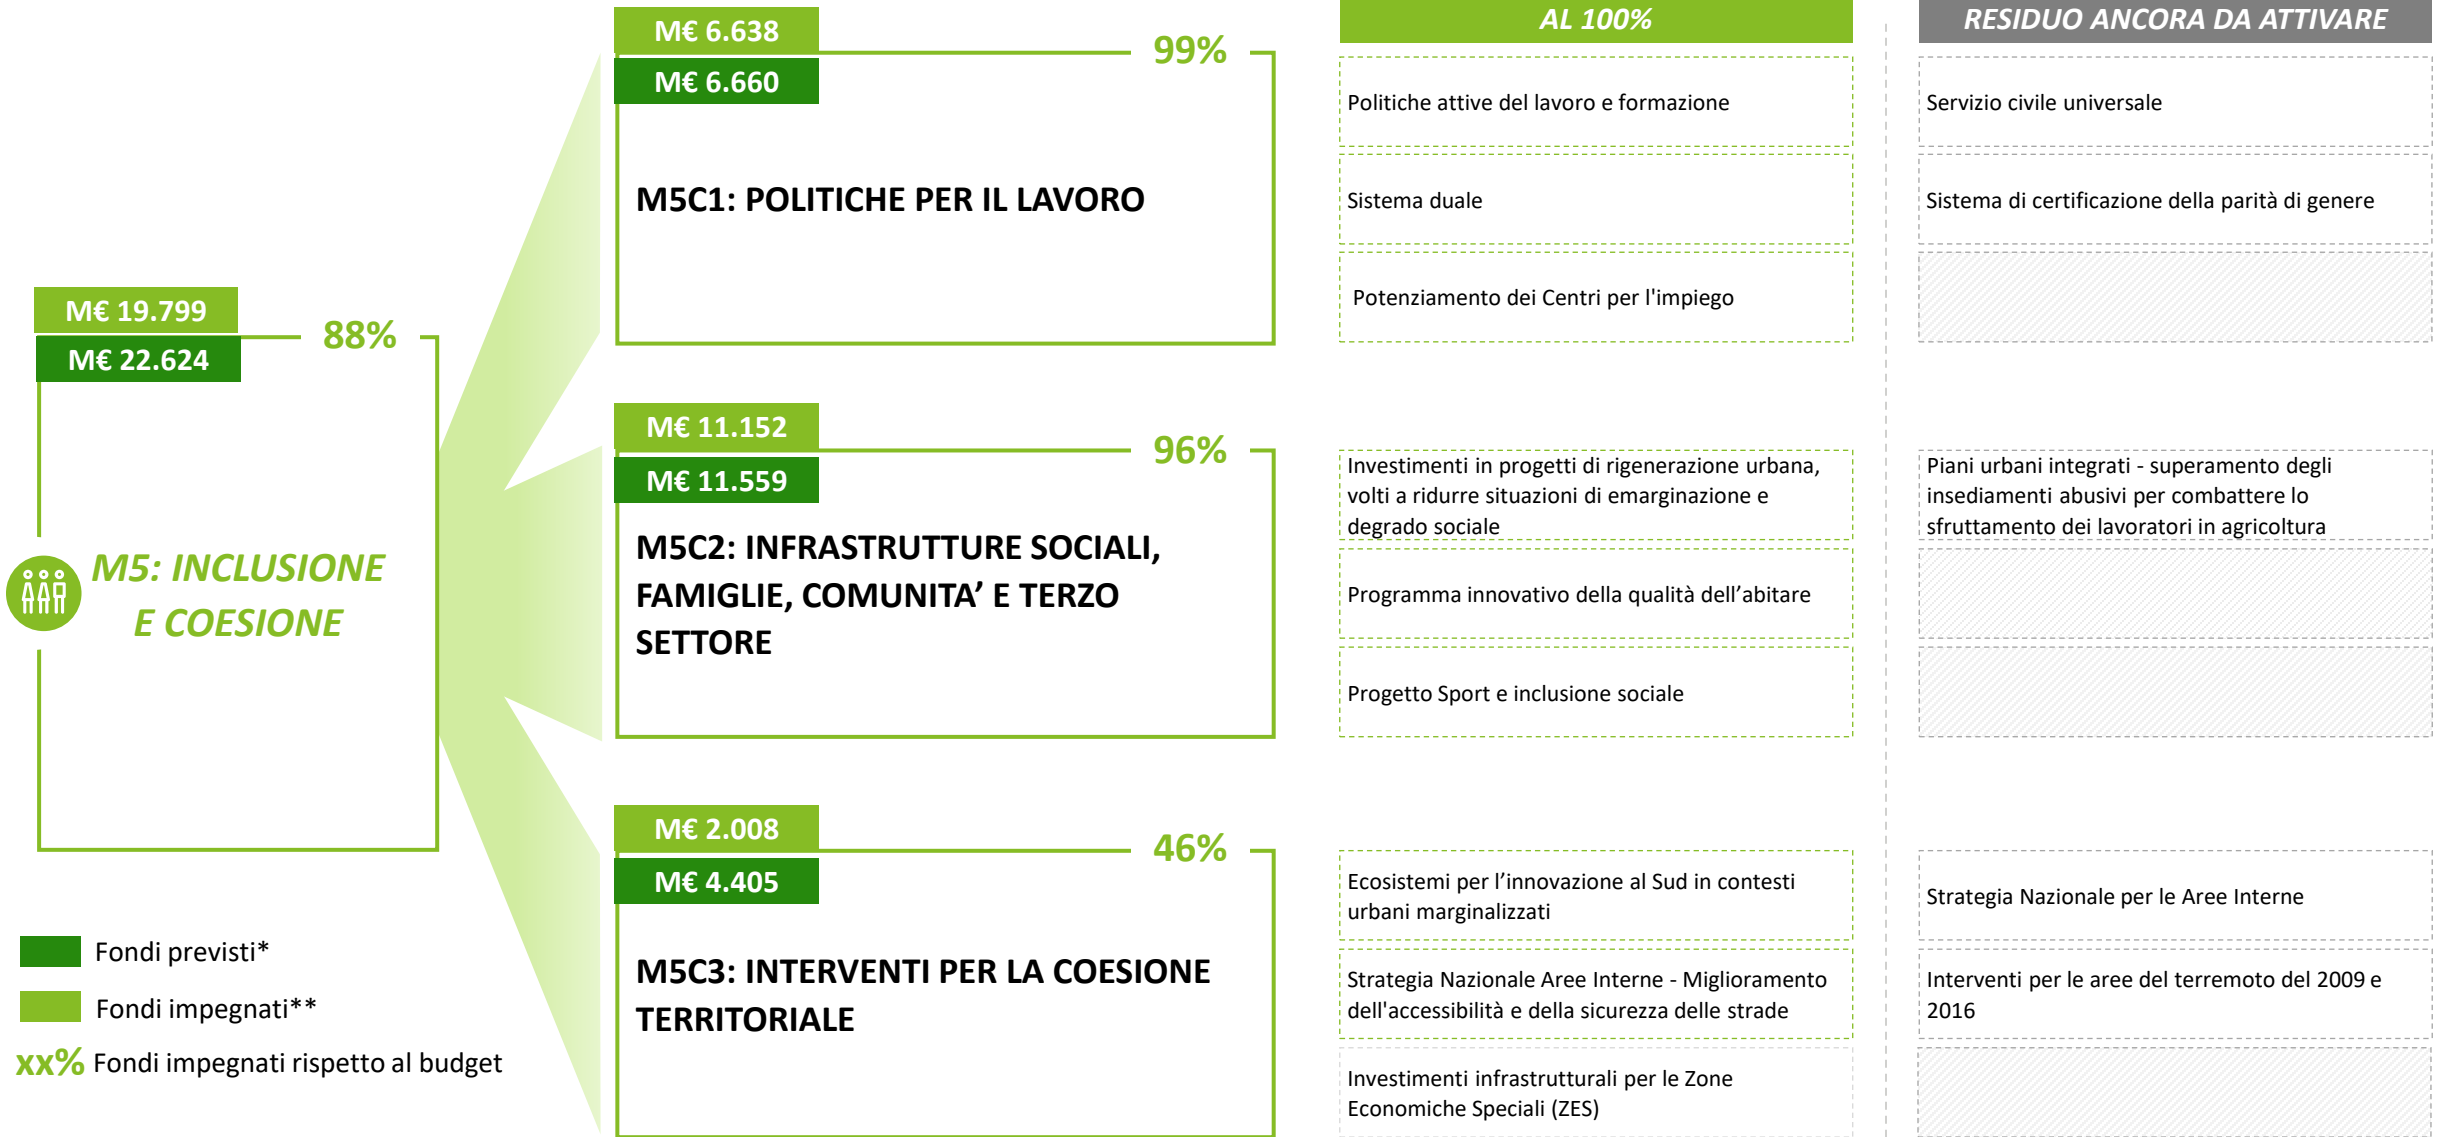 AL 100%
RESIDUO ANCORA DA ATTIVARE
M€ 6.638
99%
M€ 6.660
M5C1: POLITICHE PER IL LAVORO
Politiche attive del lavoro e formazione
Sistema duale
Potenziamento dei Centri per l'impiego
Servizio civile universale
Sistema di certificazione della parità di genere
M€ 19.799
88%
M€ 22.624
M5: INCLUSIONE
E COESIONE
M€ 11.152
96%
M€ 11.559
M5C2: INFRASTRUTTURE SOCIALI,
FAMIGLIE, COMUNITA’ E TERZO
SETTORE
Investimenti in progetti di rigenerazione urbana,
volti a ridurre situazioni di emarginazione e
degrado sociale
Programma innovativo della qualità dell’abitare
Progetto Sport e inclusione sociale
Piani urbani integrati - superamento degli
insediamenti abusivi per combattere lo
sfruttamento dei lavoratori in agricoltura
M€ 2.008
46%
M€ 4.405
M5C3: INTERVENTI PER LA COESIONE
TERRITORIALE
Ecosistemi per l’innovazione al Sud in contesti
urbani marginalizzati
Strategia Nazionale Aree Interne - Miglioramento
dell'accessibilità e della sicurezza delle strade
Investimenti infrastrutturali per le Zone
Economiche Speciali (ZES)
Strategia Nazionale per le Aree Interne
Interventi per le aree del terremoto del 2009 e
2016
Fondi previsti*
Fondi impegnati**
xx% Fondi impegnati rispetto al budget